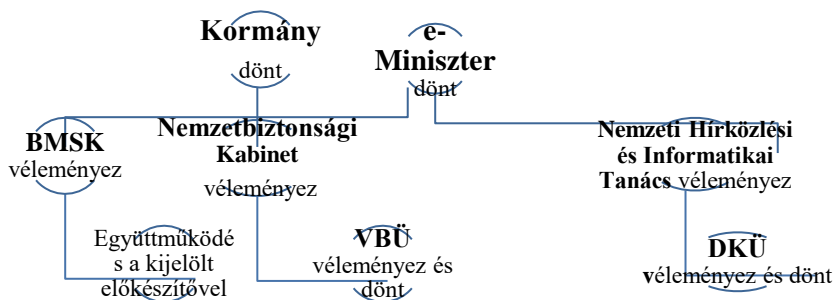 Kormány
dönt
e-
Miniszter
dönt
BMSK
véleményez
Nemzetbiztonsági
Kabinet
véleményez
Nemzeti Hírközlési
és Informatikai
Tanács véleményez
Együttműködé
s a kijelölt
előkészítővel
VBÜ
véleményez és
dönt
DKÜ
véleményez és dönt